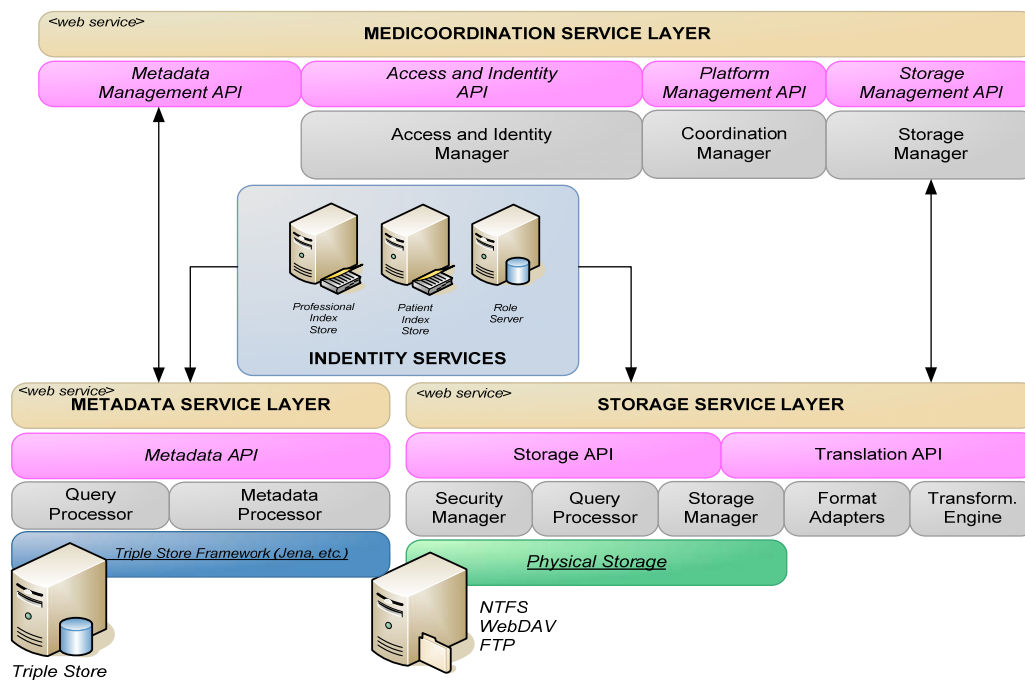 <web service>
MEDICOORDINATION SERVICE LAYER
Metadata
Management API
Access and Indentity
API
Platform
Management API
Storage
Management API
Access and Identity
Manager
Coordination
Manager
Storage
Manager
Professional
Index
Store
Patient
Index
Store
Role
Server
INDENTITY SERVICES
<web service>
METADATA SERVICE LAYER
Metadata API
Query
Processor
Metadata
Processor
Triple Store Framework (Jena, etc.)
Triple Store
<web service>
STORAGE SERVICE LAYER
Storage API
Translation API
Security
Manager
Query
Processor
Storage
Manager
Format
Adapters
Transform.
Engine
Physical Storage
NTFS
WebDAV
FTP